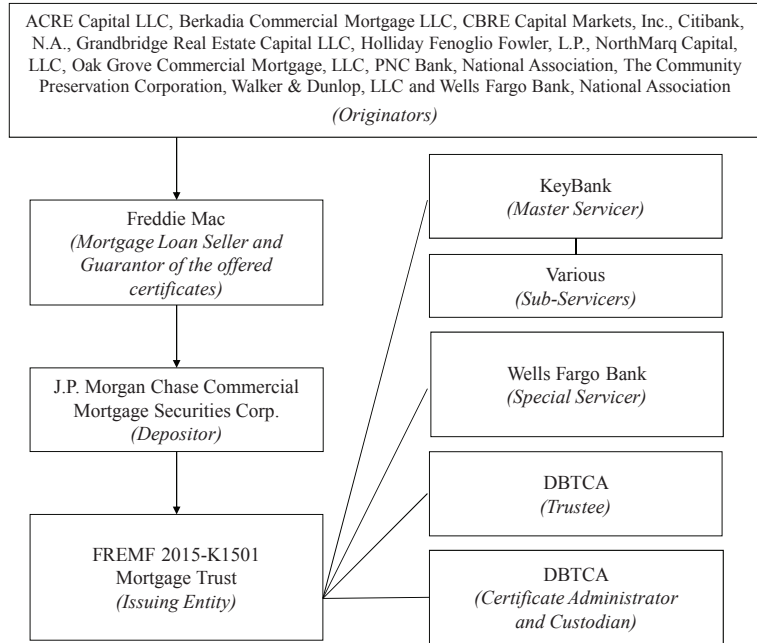 ACRE Capital LLC, Berkadia Commercial Mortgage LLC, CBRE Capital Markets, Inc., Citibank,
N.A., Grandbridge Real Estate Capital LLC, Holliday Fenoglio Fowler, L.P., NorthMarq Capital,
LLC, Oak Grove Commercial Mortgage, LLC, PNC Bank, National Association, The Community
Preservation Corporation, Walker & Dunlop, LLC and Wells Fargo Bank, National Association
(Originators)
Freddie Mac
(Mortgage Loan Seller and
Guarantor of the offered
certificates)
J.P. Morgan Chase Commercial
Mortgage Securities Corp.
(Depositor)
FREMF 2015-K1501
Mortgage Trust
(Issuing Entity)
KeyBank
(Master Servicer)
Various
(Sub-Servicers)
Wells Fargo Bank
(Special Servicer)
DBTCA
(Trustee)
DBTCA
(Certificate Administrator
and Custodian)